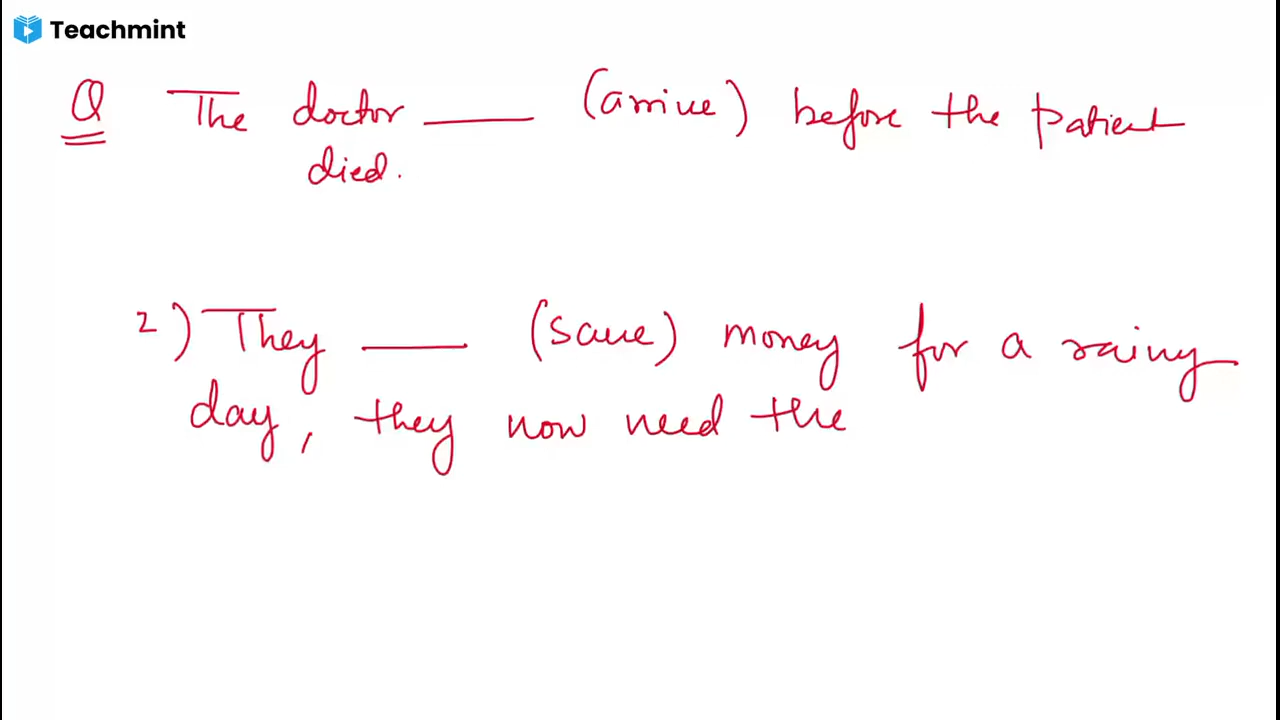 Teachmint
Q The doctor ____ (arrive) before the patient
died.
2) They ____ (save) money for a rainy
day, they now need the